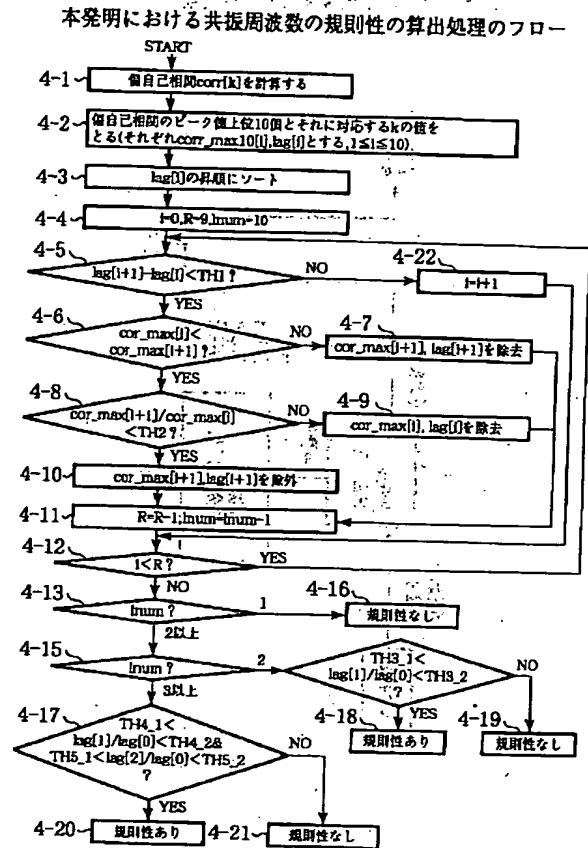 本発明における共振周波数の規則性の算出処理のフロー
START
4-1
偏自己相関corr[k]を計算する
4-2
偏自己相関のピーク値上位10個とそれに対応するkの値を
とる(それぞれcorr_max10[i],lag[i]とする,1≦i≦10).
4-3
lag[i]の昇順にソート
4-4
i=0,R=9,lnum=10
4-5
lag[i+1]-lag[i]<TH1?
NO
4-22
i=i+1
YES
4-6
cor_max[i]<
cor_max[i+1]?
NO
4-7
cor_max[i+1], lag[i+1]を除去
YES
4-8
cor_max[i+1]/cor_max[i]
<TH2?
NO
4-9
cor_max[i], lag[i]を除去
YES
4-10
cor_max[i+1],lag[i+1]を除外
4-11
R=R-1;lnum=lnum-1
4-12
i<R?
YES
NO
4-13
lnum?
1
4-16
規則性なし
2以上
4-15
lnum?
2
TH3_1<
lag[1]/lag[0]<TH3_2
?
NO
3以上
YES
4-18
規則性あり
4-19
規則性なし
4-17
TH4_1<
lag[1]/lag[0]<TH4_2&
TH5_1<lag[2]/lag[0]<TH5_2
?
NO
YES
4-20
規則性あり
4-21
規則性なし